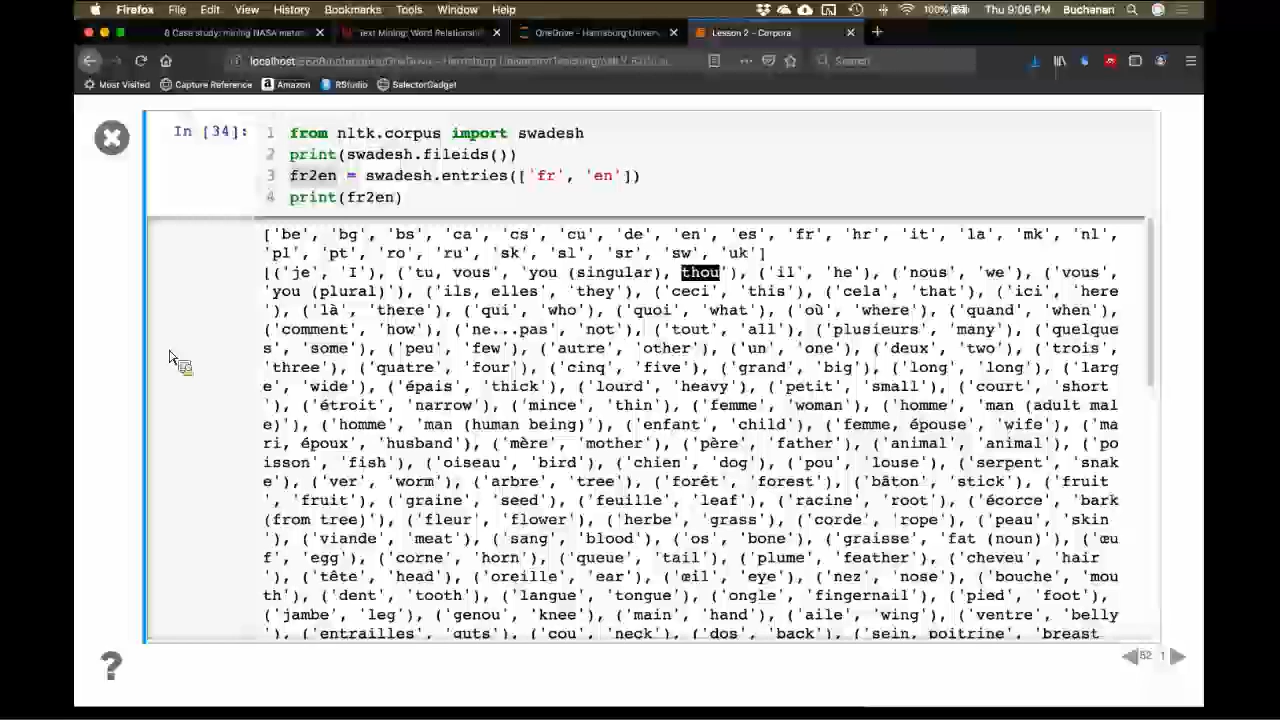 Firefox File Edit View History Bookmarks Tools Window Help 100% Thu 9:06 PM Buchanan
8 Case study: mining NASA metad Text Mining: Word Relationshi OneDrive - Harrisburg Univers Lesson 2 - Corpora
Search
Most Visited Capture Reference Amazon RStudio SelectorGadget
In [34]: 1 from nltk.corpus import swadesh
2 print(swadesh.fileids())
3 fr2en = swadesh.entries(['fr', 'en'])
4 print(fr2en)
['be', 'bg', 'bs', 'ca', 'cs', 'cu', 'de', 'en', 'es', 'fr', 'hr', 'it', 'la', 'mk', 'nl',
'pl', 'pt', 'ro', 'ru', 'sk', 'sl', 'sr', 'sw', 'uk']
[('je', 'I'), ('tu, vous', 'you (singular), thou'), ('il', 'he'), ('nous', 'we'), ('vous',
'you (plural)'), ('ils, elles', 'they'), ('ceci', 'this'), ('cela', 'that'), ('ici', 'here
'), ('là', 'there'), ('qui', 'who'), ('quoi', 'what'), ('où', 'where'), ('quand', 'when'),
('comment', 'how'), ('ne...pas', 'not'), ('tout', 'all'), ('plusieurs', 'many'), ('quelque
s', 'some'), ('peu', 'few'), ('autre', 'other'), ('un', 'one'), ('deux', 'two'), ('trois',
'three'), ('quatre', 'four'), ('cinq', 'five'), ('grand', 'big'), ('long', 'long'), ('larg
e', 'wide'), ('épais', 'thick'), ('lourd', 'heavy'), ('petit', 'small'), ('court', 'short
'), ('étroit', 'narrow'), ('mince', 'thin'), ('femme', 'woman'), ('homme', 'man (adult mal
e)'), ('homme', 'man (human being)'), ('enfant', 'child'), ('femme, épouse', 'wife'), ('ma
ri, époux', 'husband'), ('mère', 'mother'), ('père', 'father'), ('animal', 'animal'), ('po
isson', 'fish'), ('oiseau', 'bird'), ('chien', 'dog'), ('pou', 'louse'), ('serpent', 'snak
e'), ('ver', 'worm'), ('arbre', 'tree'), ('forêt', 'forest'), ('bâton', 'stick'), ('fruit
', 'fruit'), ('graine', 'seed'), ('feuille', 'leaf'), ('racine', 'root'), ('écorce', 'bark
(from tree)'), ('fleur', 'flower'), ('herbe', 'grass'), ('corde', 'rope'), ('peau', 'skin
'), ('viande', 'meat'), ('sang', 'blood'), ('os', 'bone'), ('graisse', 'fat (noun)'), ('œu
f', 'egg'), ('corne', 'horn'), ('queue', 'tail'), ('plume', 'feather'), ('cheveu', 'hair
'), ('tête', 'head'), ('oreille', 'ear'), ('œil', 'eye'), ('nez', 'nose'), ('bouche', 'mou
th'), ('dent', 'tooth'), ('langue', 'tongue'), ('ongle', 'fingernail'), ('pied', 'foot'),
('jambe', 'leg'), ('genou', 'knee'), ('main', 'hand'), ('aile', 'wing'), ('ventre', 'belly
'), ('entrailles', 'guts'), ('cou', 'neck'), ('dos', 'back'), ('sein, poitrine', 'breast
? 52 1